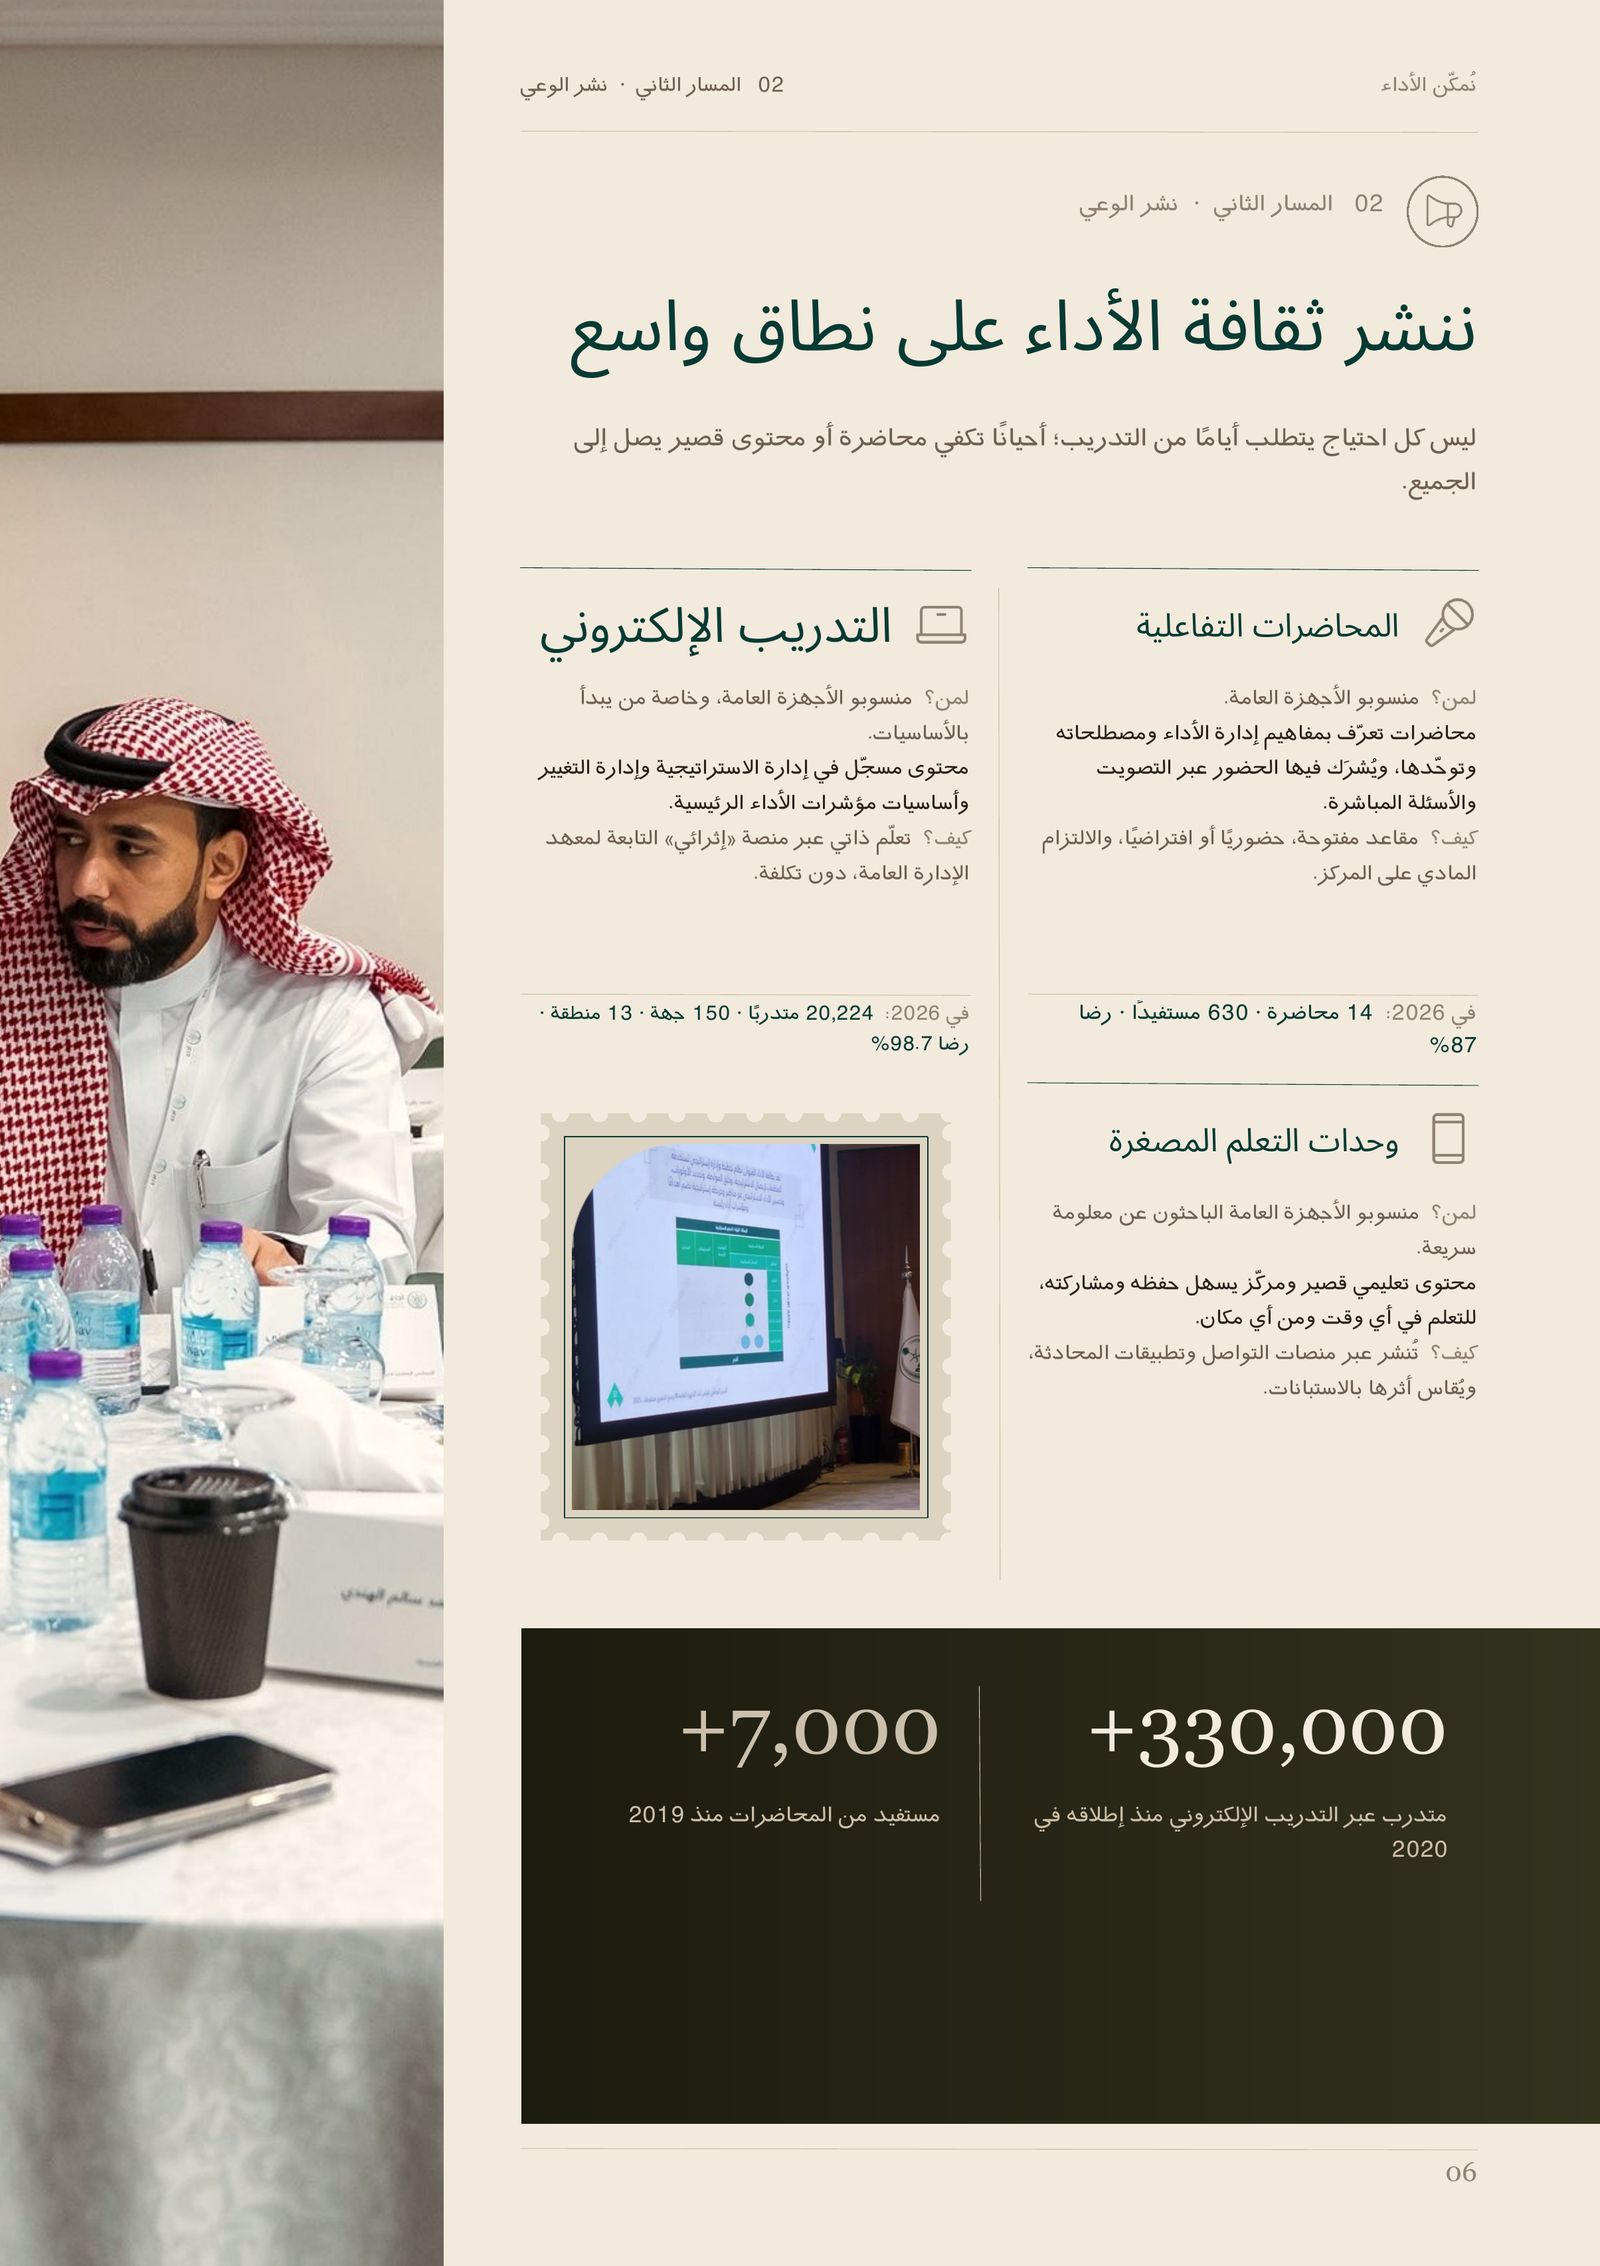 نُمكّن الأداء
02 المسار الثاني · نشر الوعي
02 المسار الثاني · نشر الوعي
ننشر ثقافة الأداء على نطاق واسع
ليس كل احتياج يتطلب أيامًا من التدريب؛ أحيانًا تكفي محاضرة أو محتوى قصير يصل إلى
الجميع.
المحاضرات التفاعلية
لمن؟ منسوبو الأجهزة العامة.
محاضرات تعرّف بمفاهيم إدارة الأداء ومصطلحاته
وتوحّدها، ويُشرَك فيها الحضور عبر التصويت
والأسئلة المباشرة.
كيف؟ مقاعد مفتوحة، حضوريًا أو افتراضيًا، والالتزام
المادي على المركز.
في 2026: 14 محاضرة · 630 مستفيدًا · رضا
87%
التدريب الإلكتروني
لمن؟ منسوبو الأجهزة العامة، وخاصة من يبدأ
بالأساسيات.
محتوى مسجّل في إدارة الاستراتيجية وإدارة التغيير
وأساسيات مؤشرات الأداء الرئيسية.
كيف؟ تعلّم ذاتي عبر منصة «إثرائي» التابعة لمعهد
الإدارة العامة، دون تكلفة.
في 2026: 20,224 متدربًا · 150 جهة · 13 منطقة ·
رضا 98.7%
وحدات التعلم المصغرة
لمن؟ منسوبو الأجهزة العامة الباحثون عن معلومة
سريعة.
محتوى تعليمي قصير ومركّز يسهل حفظه ومشاركته،
للتعلم في أي وقت ومن أي مكان.
كيف؟ تُنشر عبر منصات التواصل وتطبيقات المحادثة،
ويُقاس أثرها بالاستبانات.
+330,000
متدرب عبر التدريب الإلكتروني منذ إطلاقه في
2020
+7,000
مستفيد من المحاضرات منذ 2019
سالم الهندي
06